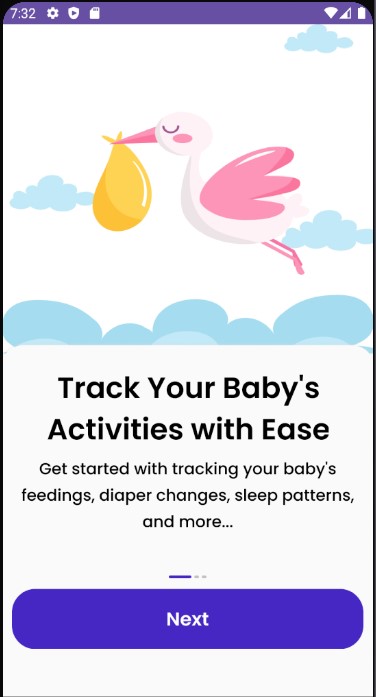 7:32
Track Your Baby's
Activities with Ease
Get started with tracking your baby's
feedings, diaper changes, sleep patterns,
and more...
Next